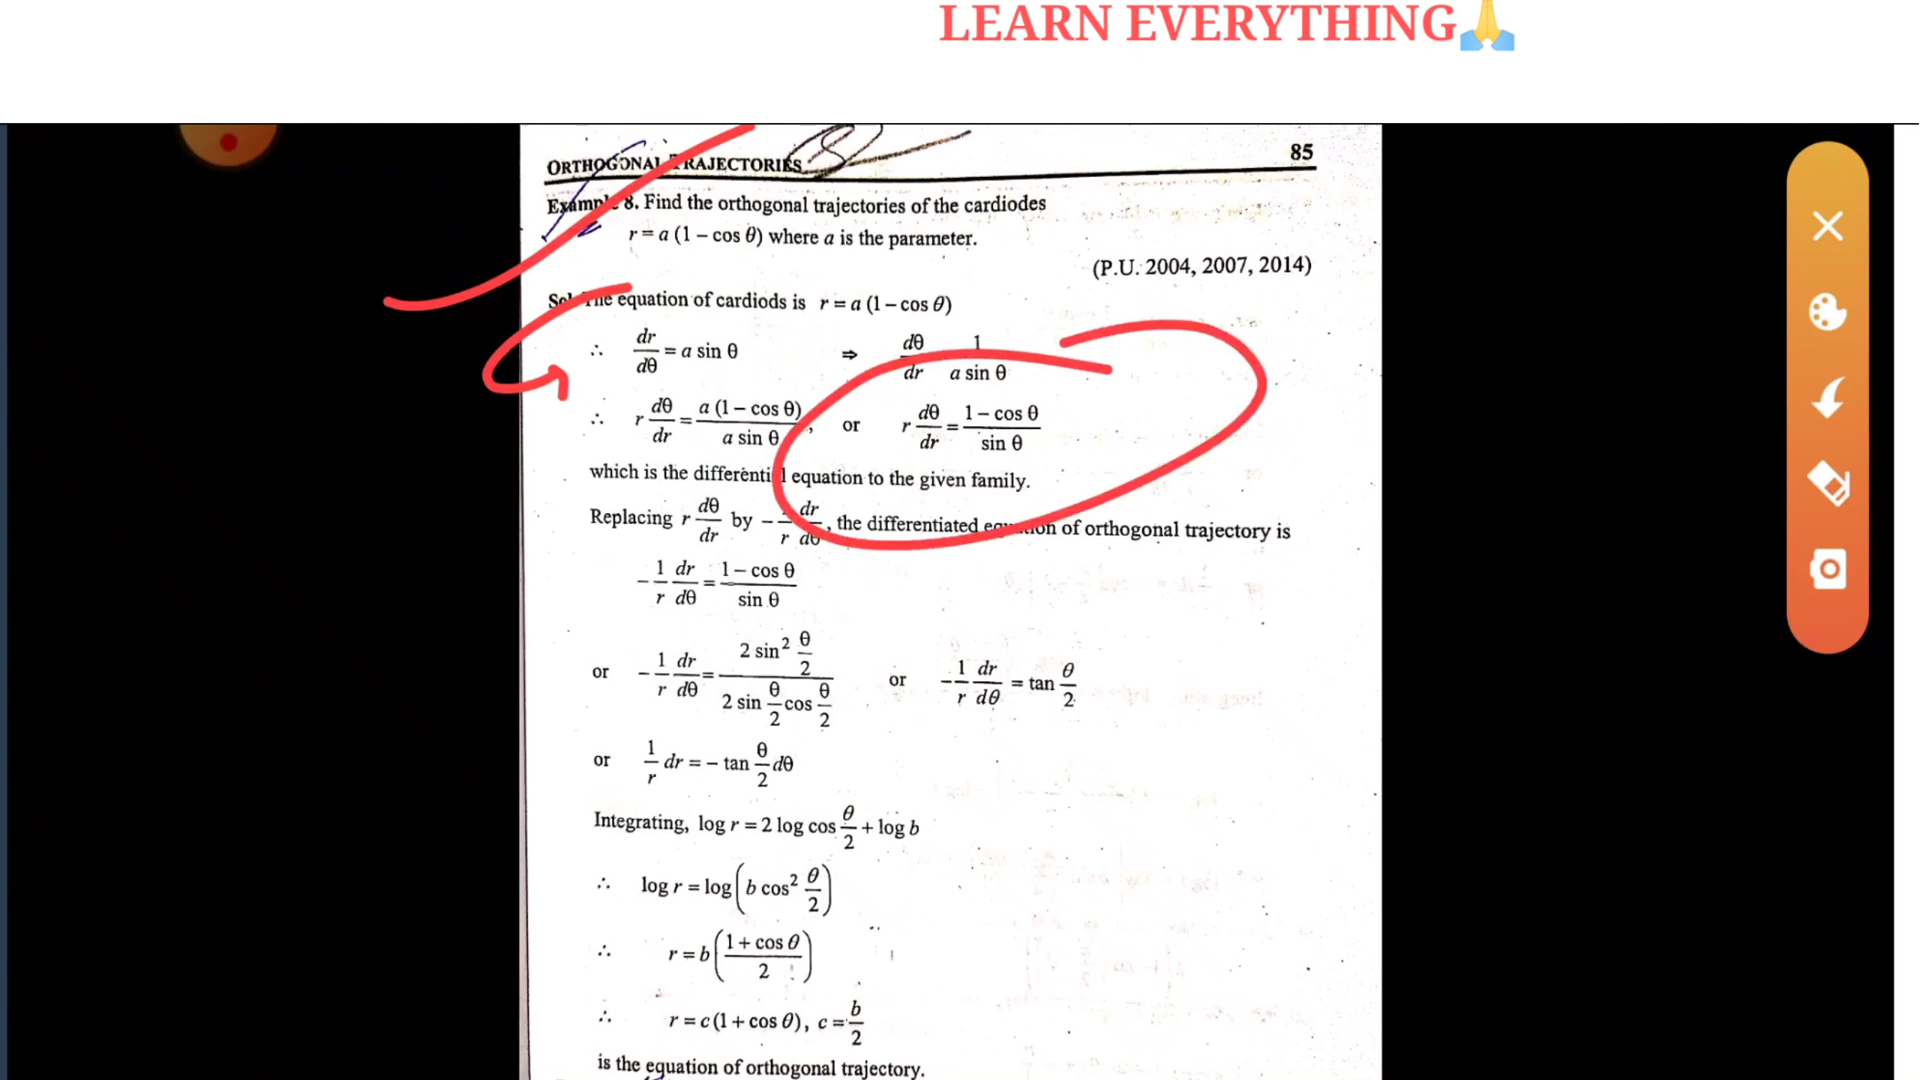 LEARN EVERYTHING🙏
ORTHOGONAL TRAJECTORIES 85
Example 8. Find the orthogonal trajectories of the cardiodes
r = a (1 – cos θ) where a is the parameter.
(P.U. 2004, 2007, 2014)
Sol. The equation of cardiods is r = a (1 – cos θ)
∴ dr/dθ = a sin θ ⇒ dθ/dr 1/(a sin θ)
∴ r dθ/dr = a (1 – cos θ)/(a sin θ), or r dθ/dr = (1 – cos θ)/(sin θ)
which is the differential equation to the given family.
Replacing r dθ/dr by – 1/r dr/dθ, the differentiated equation of orthogonal trajectory is
– 1/r dr/dθ = (1 – cos θ)/(sin θ)
or – 1/r dr/dθ = (2 sin² θ/2)/(2 sin θ/2 cos θ/2) or – 1/r dr/dθ = tan θ/2
or 1/r dr = – tan θ/2 dθ
Integrating, log r = 2 log cos θ/2 + log b
∴ log r = log (b cos² θ/2)
∴ r = b ((1 + cos θ)/2)
∴ r = c (1 + cos θ), c = b/2
is the equation of orthogonal trajectory.